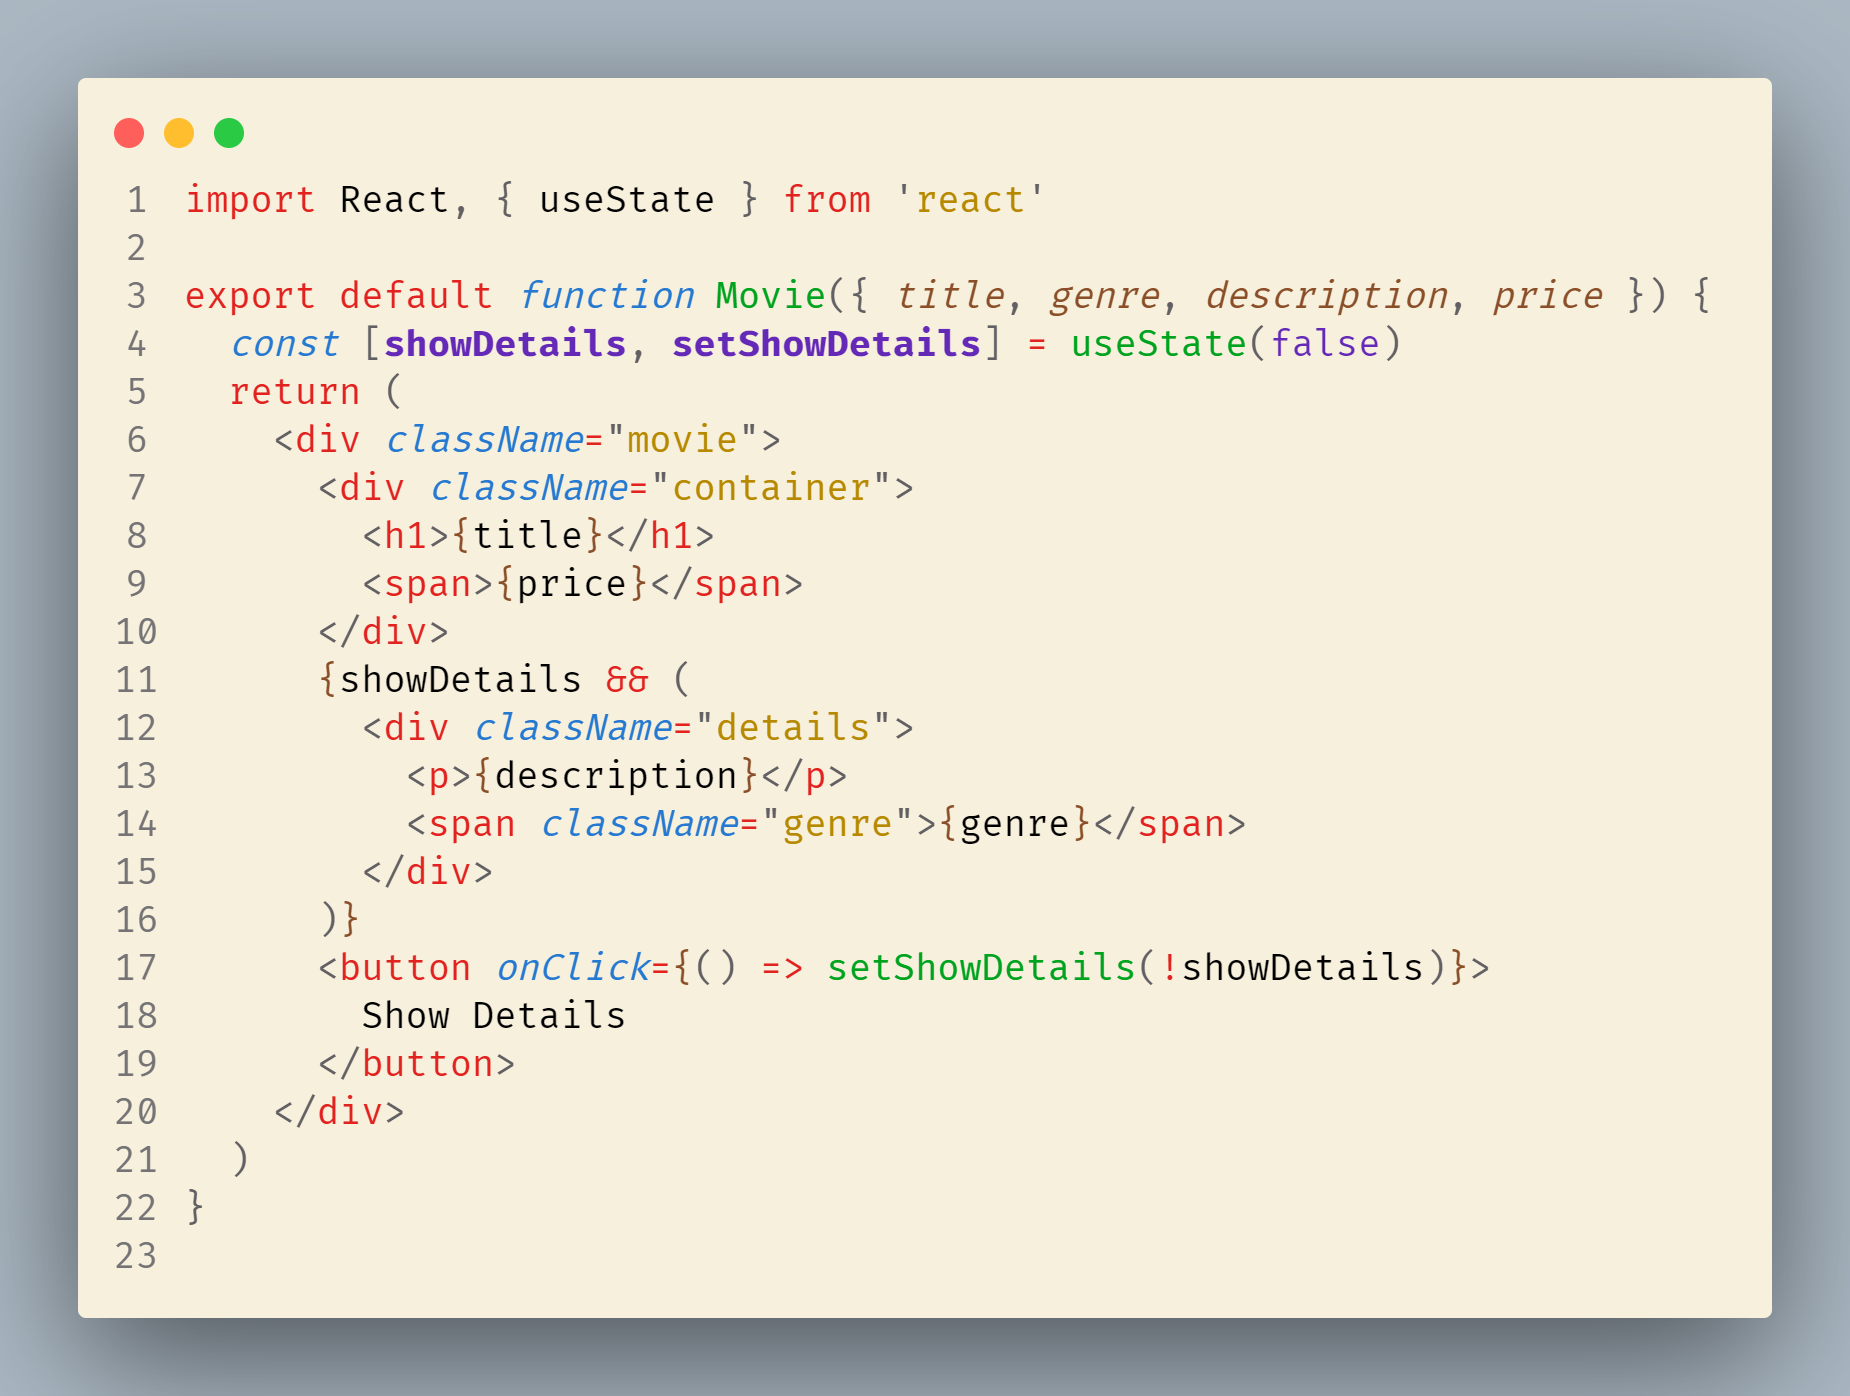 1 import React, { useState } from 'react'
2
3 export default function Movie({ title, genre, description, price }) {
4   const [showDetails, setShowDetails] = useState(false)
5   return (
6     <div className="movie">
7       <div className="container">
8         <h1>{title}</h1>
9         <span>{price}</span>
10       </div>
11       {showDetails && (
12         <div className="details">
13           <p>{description}</p>
14           <span className="genre">{genre}</span>
15         </div>
16       )}
17       <button onClick={() => setShowDetails(!showDetails)}>
18         Show Details
19       </button>
20     </div>
21   )
22 }
23